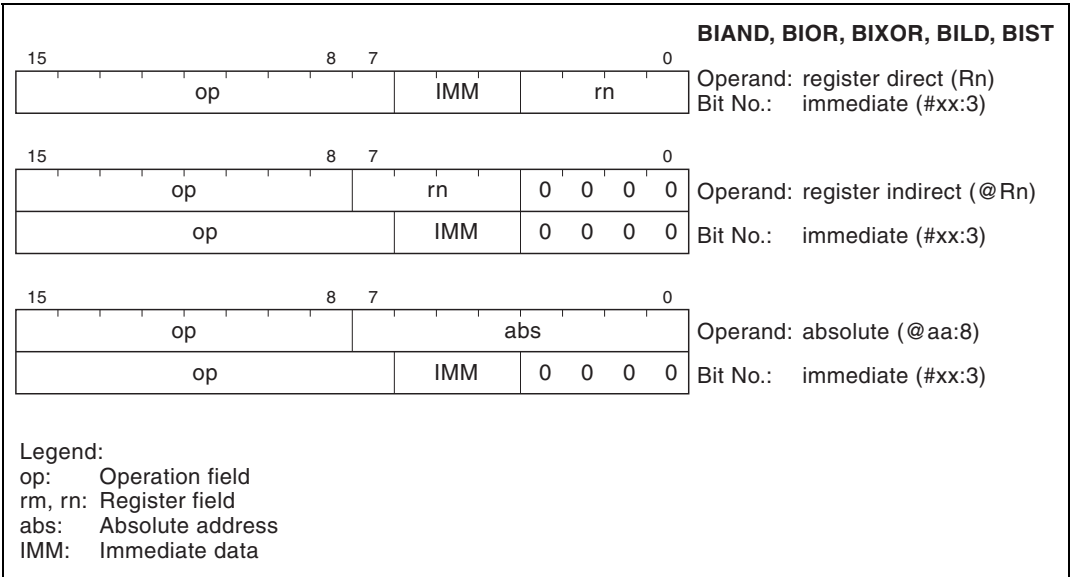 BIAND, BIOR, BIXOR, BILD, BIST
15 8 7 0
op IMM rn
Operand: register direct (Rn)
Bit No.: immediate (#xx:3)
15 8 7 0
op rn 0 0 0 0 Operand: register indirect (@Rn)
op IMM 0 0 0 0 Bit No.: immediate (#xx:3)
15 8 7 0
op abs Operand: absolute (@aa:8)
op IMM 0 0 0 0 Bit No.: immediate (#xx:3)
Legend:
op: Operation field
rm, rn: Register field
abs: Absolute address
IMM: Immediate data